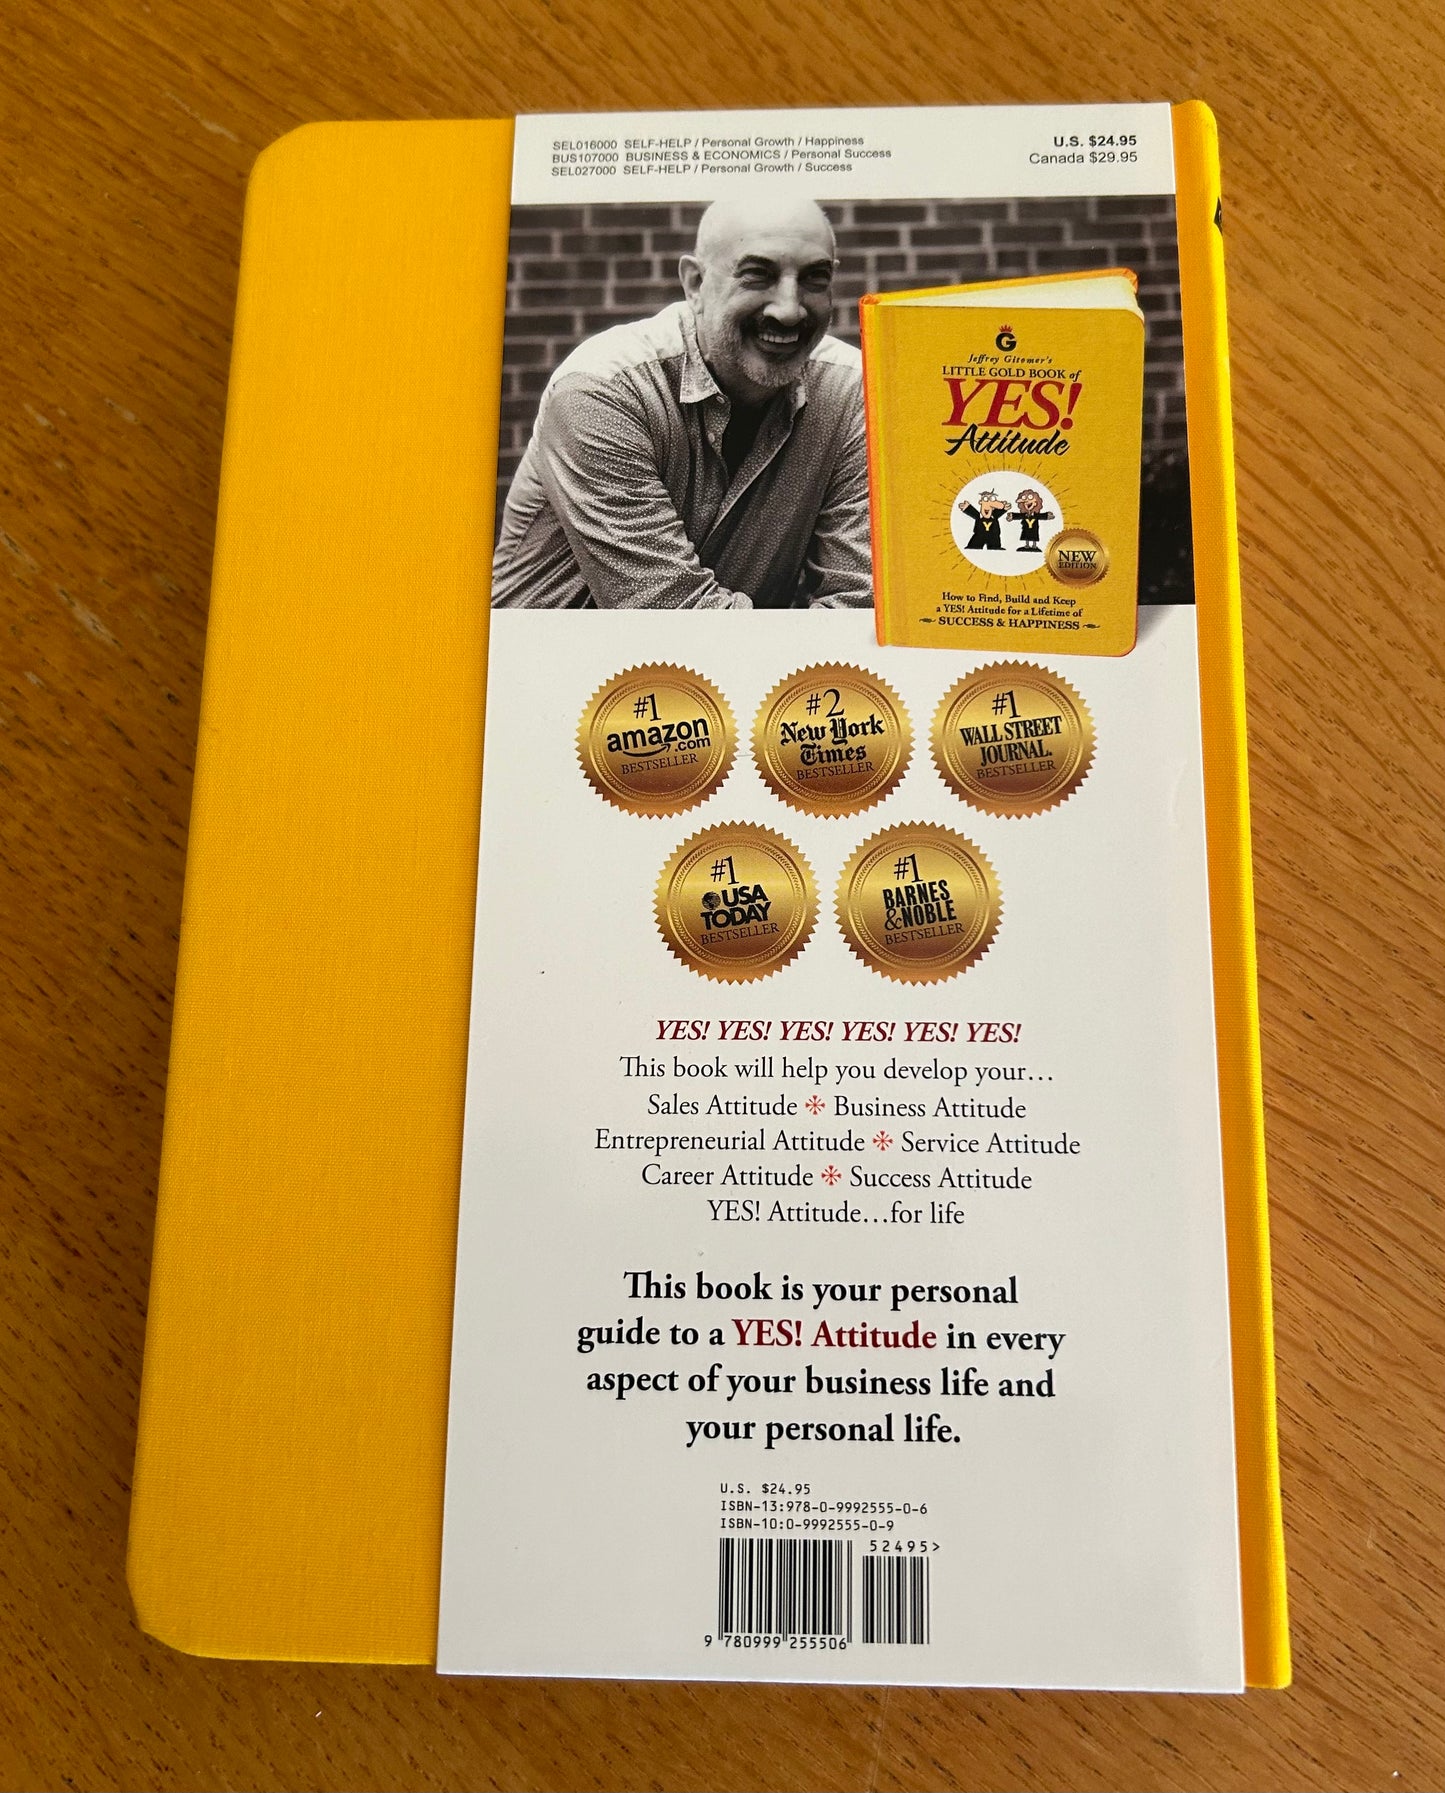 SEL016000 SELF-HELP / Personal Growth / Happiness
BUS107000 BUSINESS & ECONOMICS / Personal Success
SEL027000 SELF-HELP / Personal Growth / Success
U.S. $24.95
Canada $29.95
G
Jeffrey Gitomer's
LITTLE GOLD BOOK of
YES!
Attitude
Y Y
NEW
EDITION
How to Find, Build and Keep
a YES! Attitude for a Lifetime of
SUCCESS & HAPPINESS
#1
amazon
.com
BESTSELLER
#2
New York
Times
BESTSELLER
#1
WALL STREET
JOURNAL.
BESTSELLER
#1
USA
TODAY
BESTSELLER
#1
BARNES
&NOBLE
BESTSELLER
YES! YES! YES! YES! YES! YES!
This book will help you develop your…
Sales Attitude ✻ Business Attitude
Entrepreneurial Attitude ✻ Service Attitude
Career Attitude ✻ Success Attitude
YES! Attitude…for life
This book is your personal
guide to a YES! Attitude in every
aspect of your business life and
your personal life.
U.S. $24.95
ISBN-13:978-0-9992555-0-6
ISBN-10:0-9992555-0-9
52495>
9 780999 255506